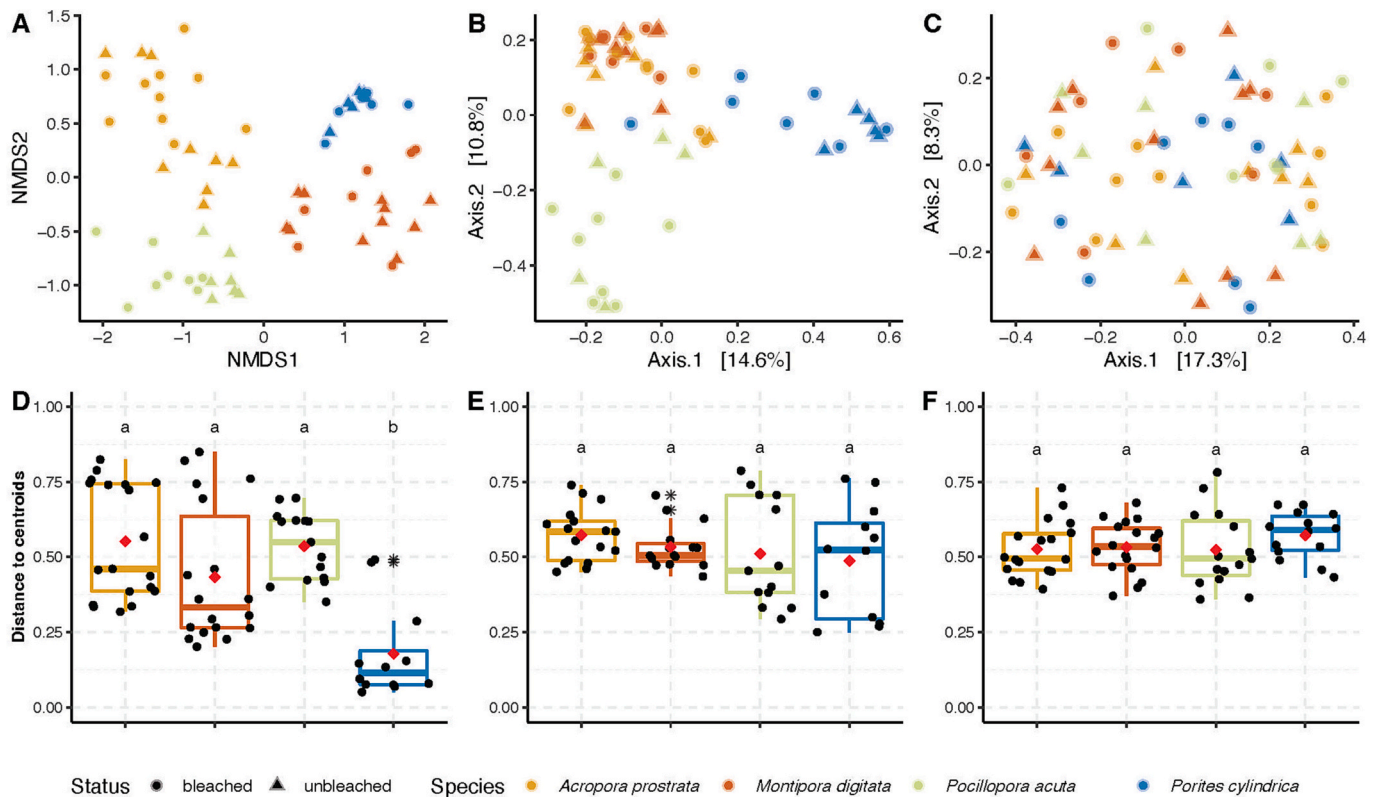 A
B
C
1.5
1.0
0.5
0.0
−0.5
−1.0
NMDS2
−2
−1
0
1
2
NMDS1
0.2
0.0
−0.2
−0.4
Axis.2 [10.8%]
−0.2
0.0
0.2
0.4
0.6
Axis.1 [14.6%]
0.2
0.0
−0.2
Axis.2 [8.3%]
−0.4
−0.2
0.0
0.2
0.4
Axis.1 [17.3%]
D
1.00
0.75
0.50
0.25
0.00
Distance to centroids
a a a b
*
E
1.00
0.75
0.50
0.25
0.00
a a a a
*
*
F
1.00
0.75
0.50
0.25
0.00
a a a a
Status bleached unbleached Species Acropora prostrata Montipora digitata Pocillopora acuta Porites cylindrica